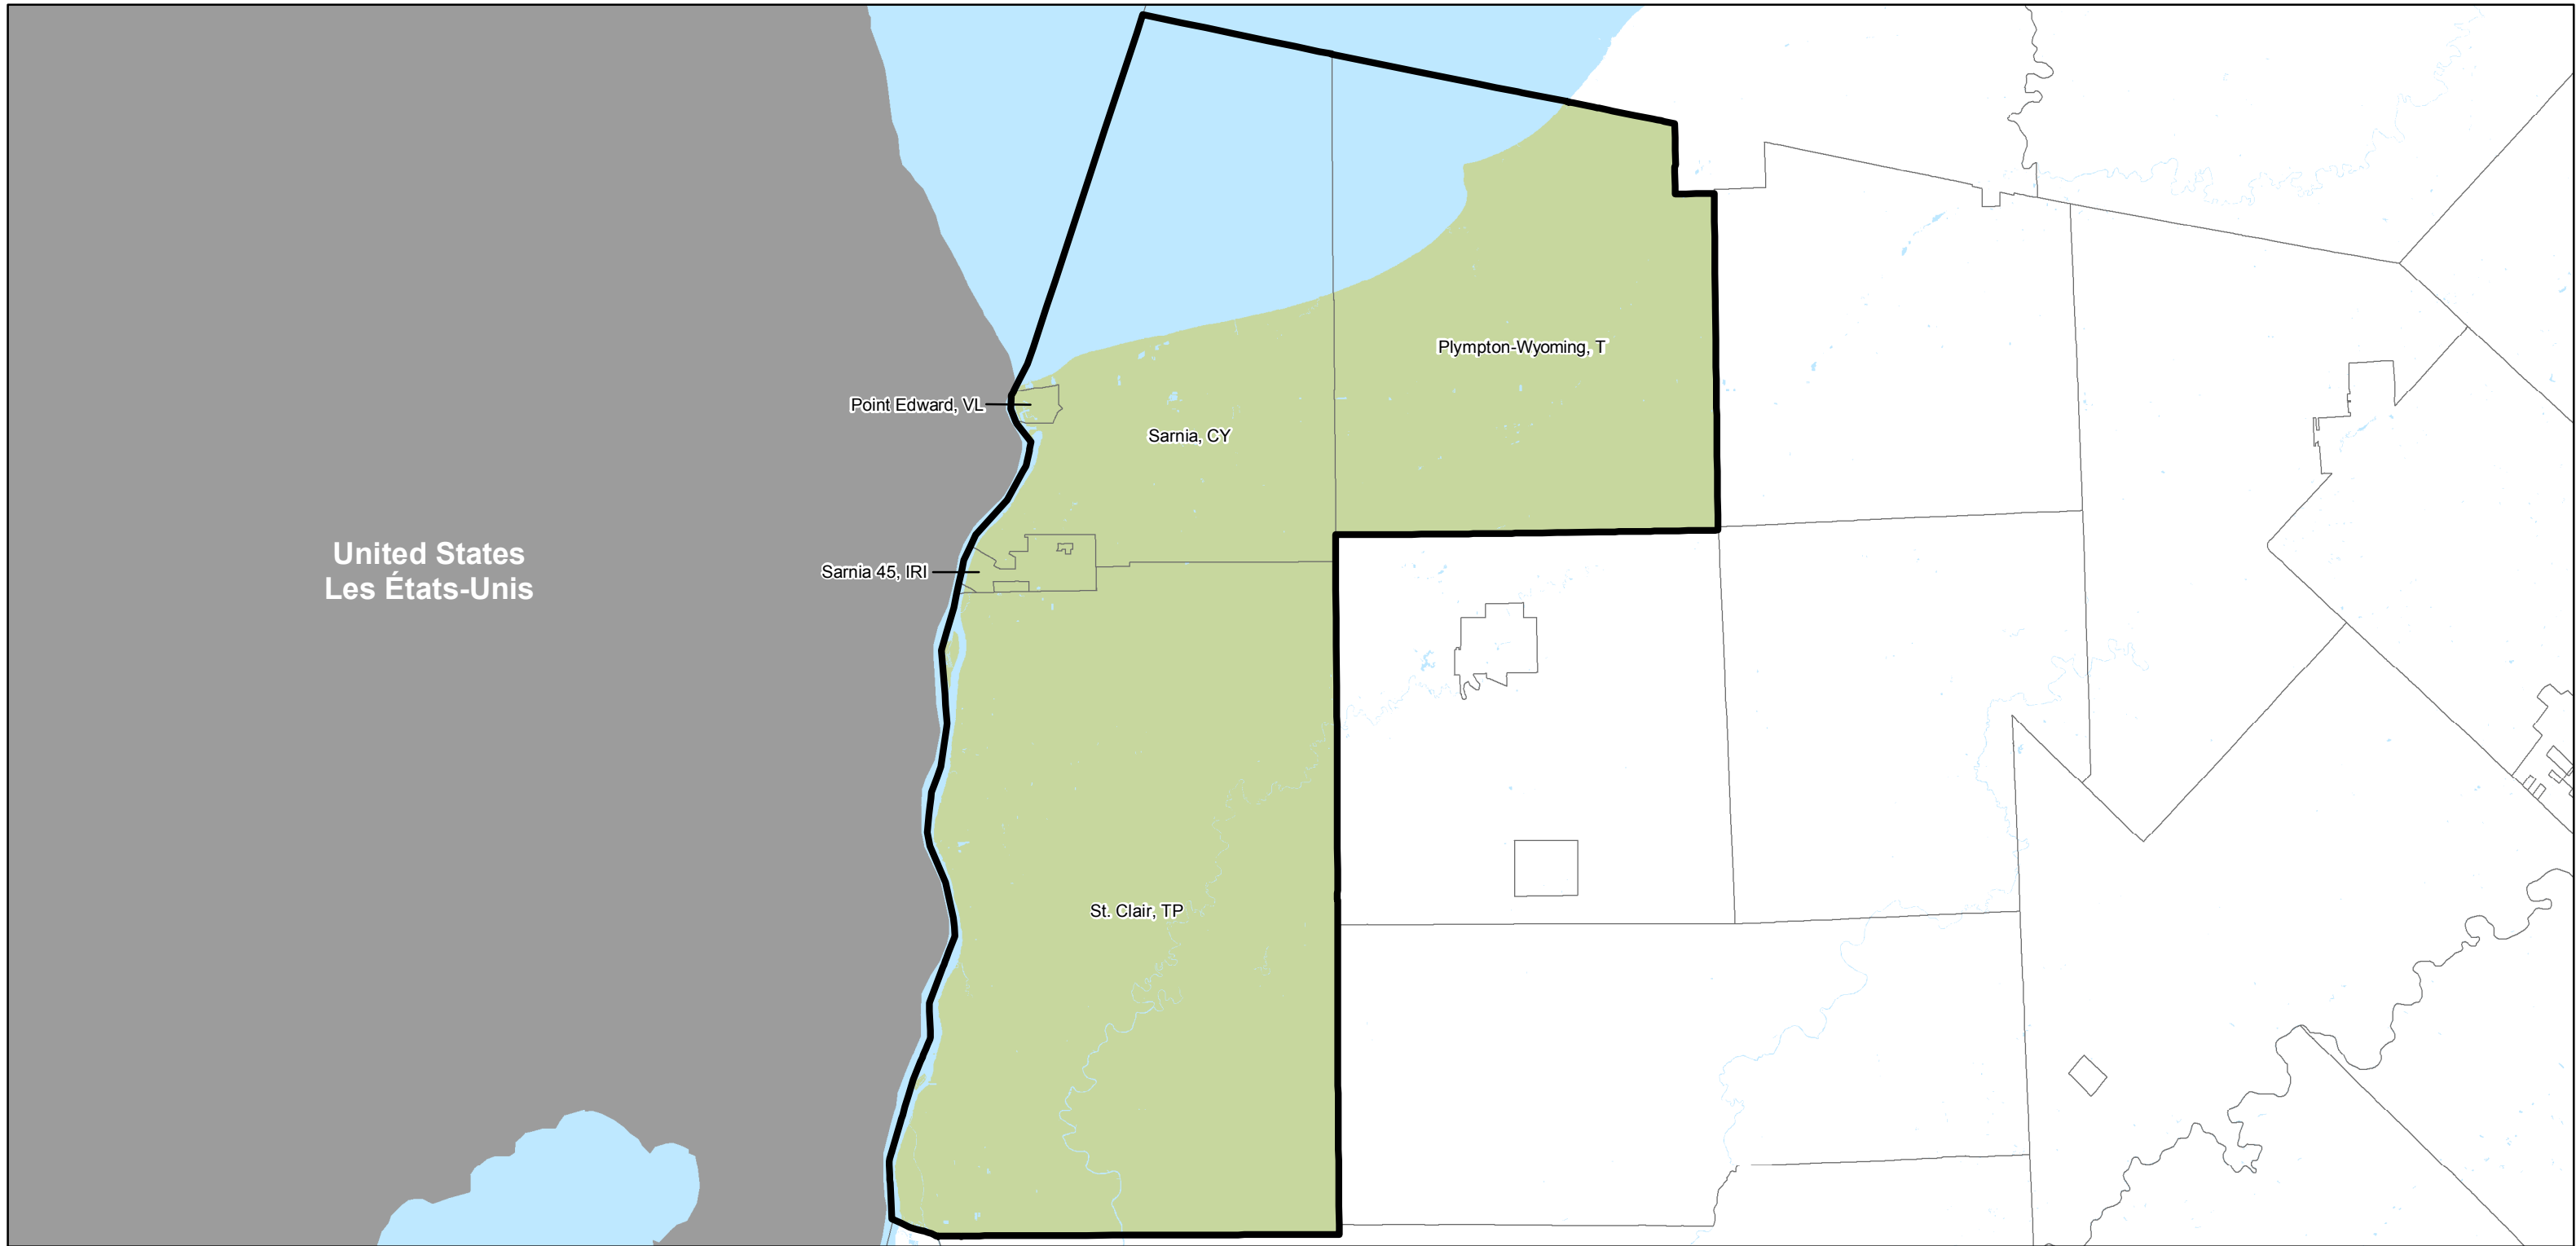 Plympton-Wyoming, T
Point Edward, VL
Sarnia, CY
United States
Les États-Unis
Sarnia 45, IRI
St. Clair, TP